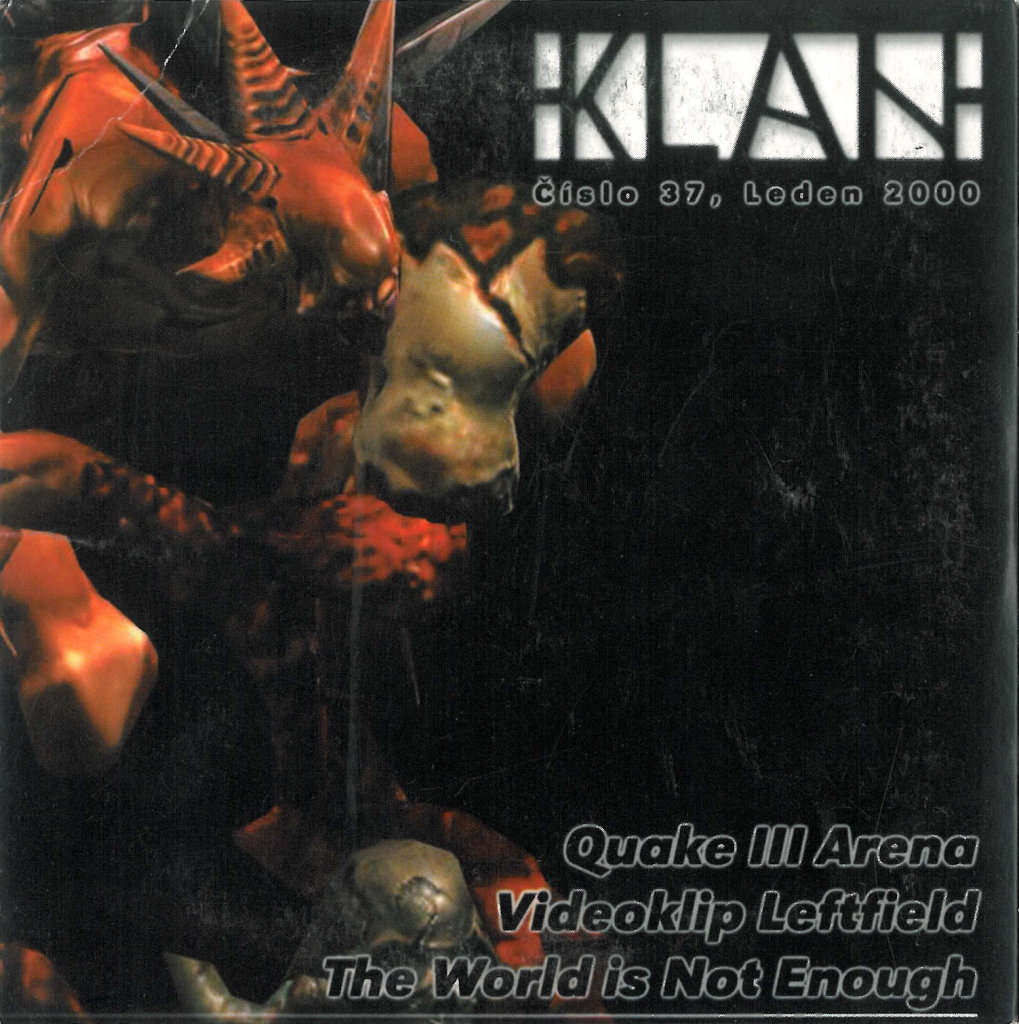 KLAN
Číslo 37, Leden 2000
Quake III Arena
Videoklip Leftfield
The World is Not Enough